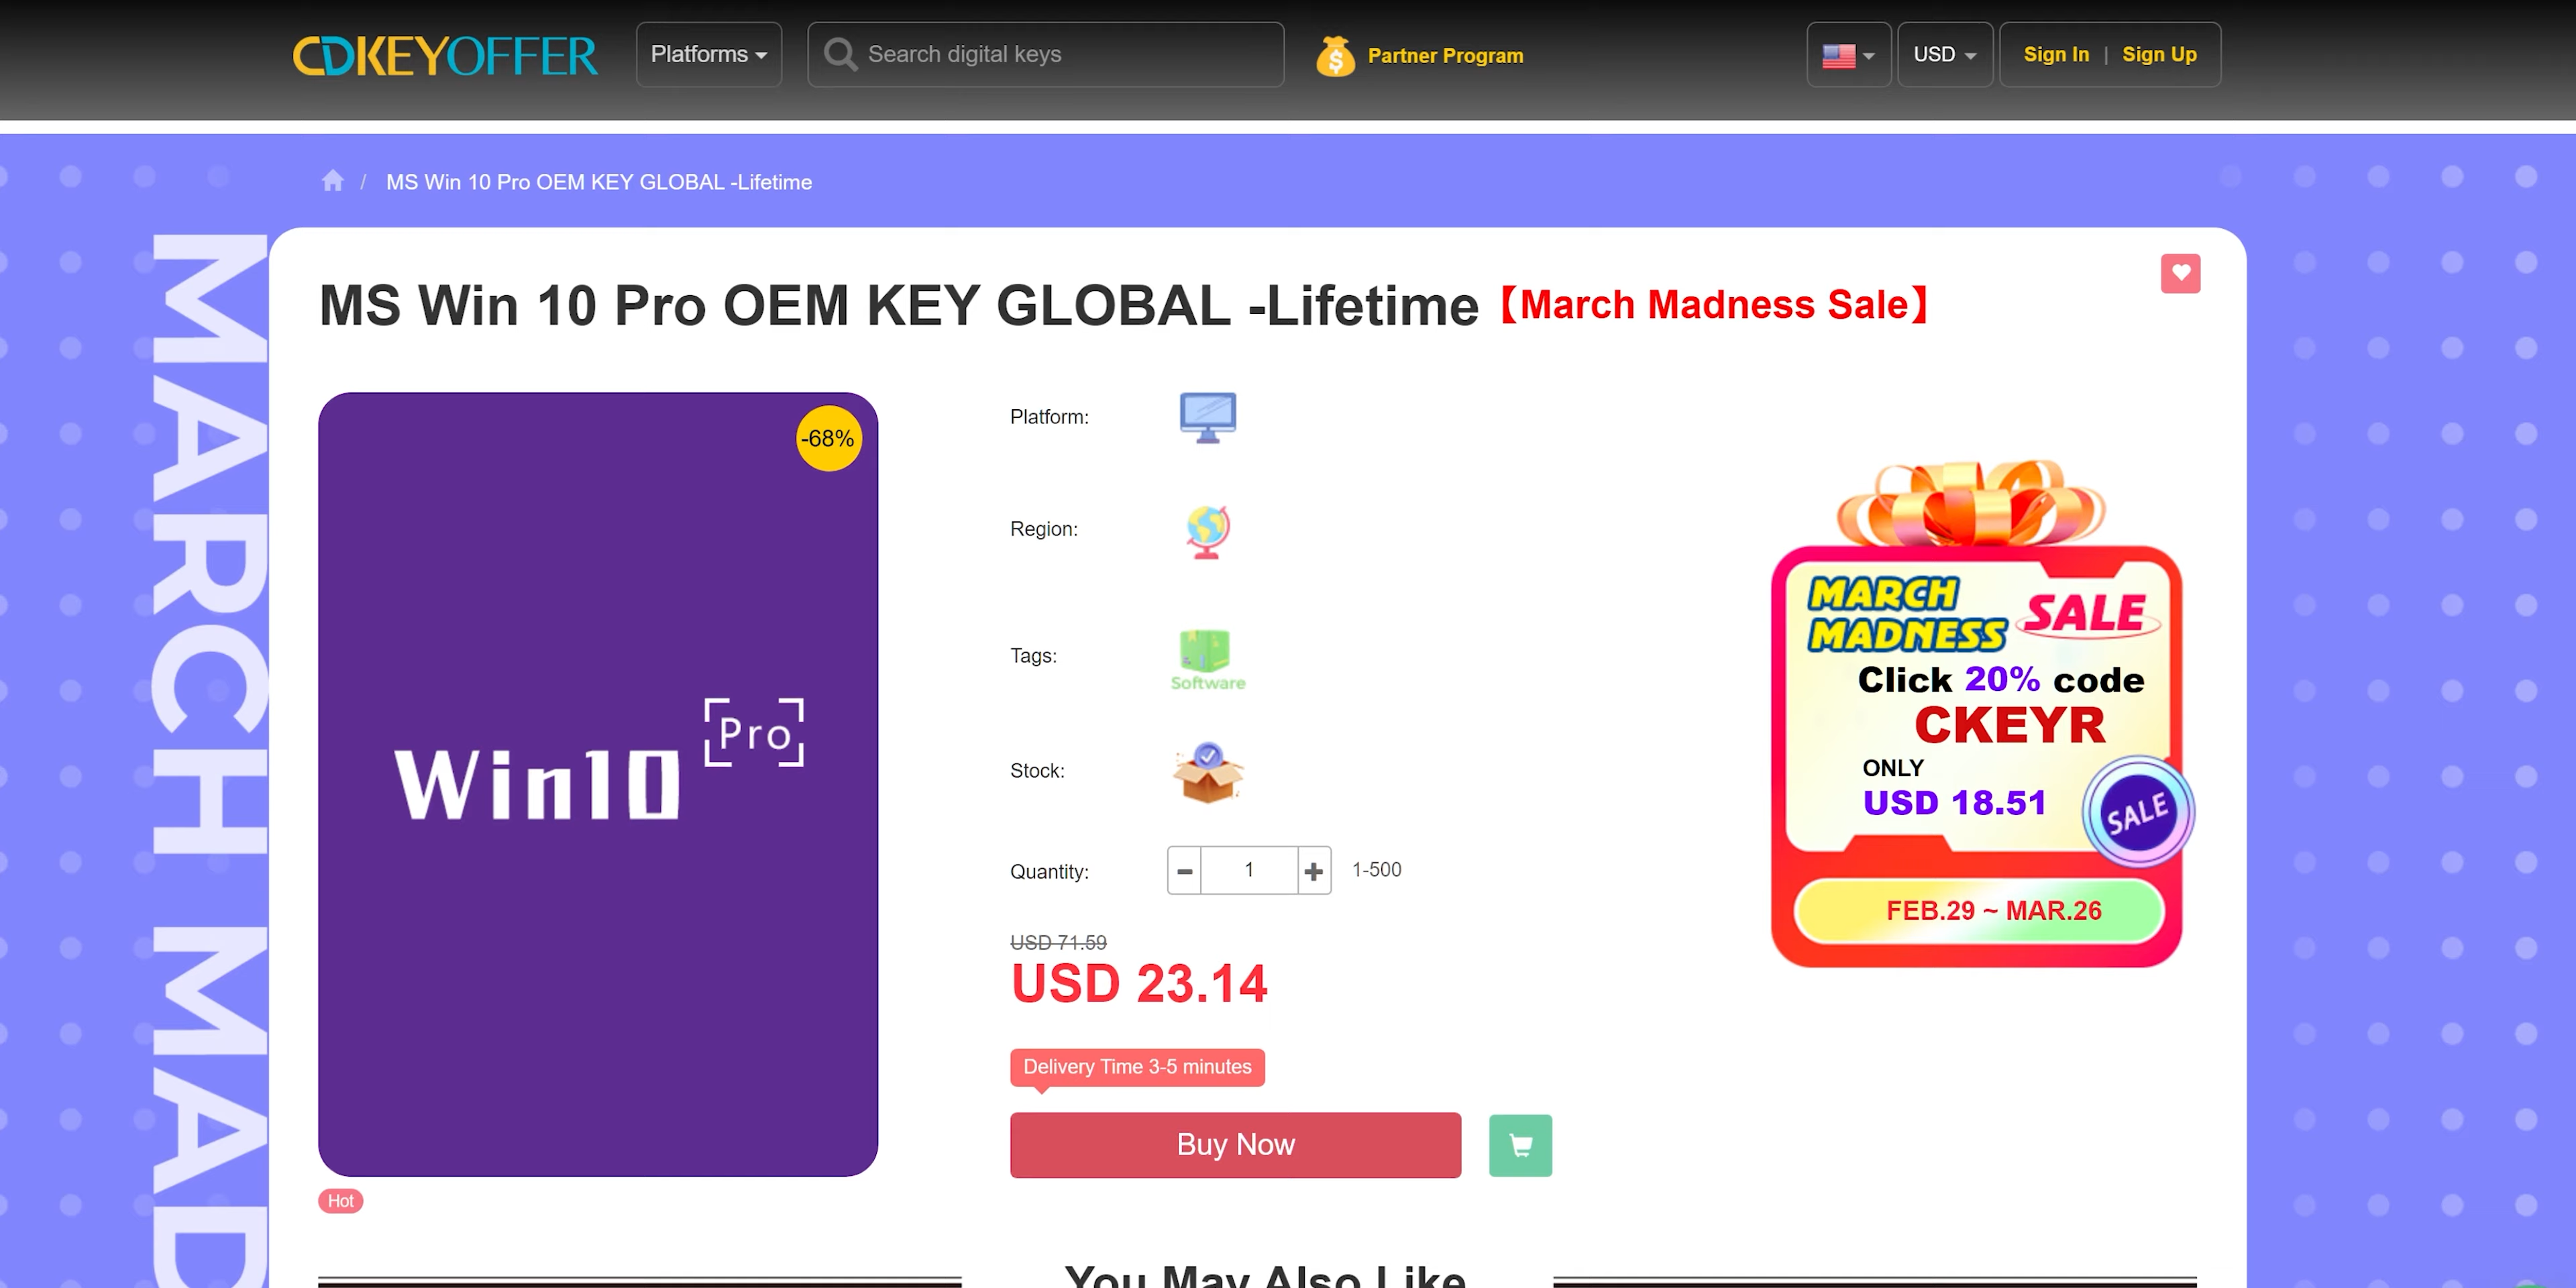 CDKEYOFFER
Platforms
Search digital keys
Partner Program
USD
Sign In | Sign Up
/ MS Win 10 Pro OEM KEY GLOBAL -Lifetime
MARCH MAD
MS Win 10 Pro OEM KEY GLOBAL -Lifetime【March Madness Sale】
-68%
Win10 Pro
Hot
Platform:
Region:
Tags:
Software
Stock:
Quantity:
1
1-500
USD 71.59
USD 23.14
Delivery Time 3-5 minutes
Buy Now
MARCH
MADNESS
SALE
Click 20% code
CKEYR
ONLY
USD 18.51
SALE
FEB.29 ~ MAR.26
You May Also Like